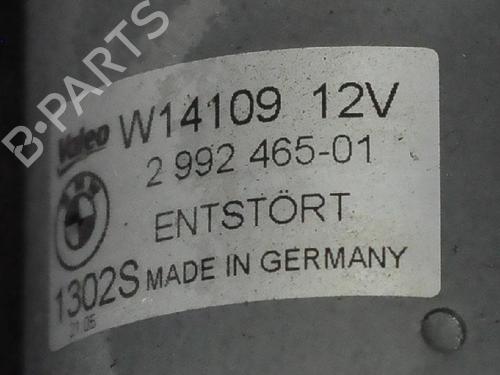 B·PARTS
Valeo W14109 12V
2 992 465-01
ENTSTÖRT
1302S MADE IN GERMANY